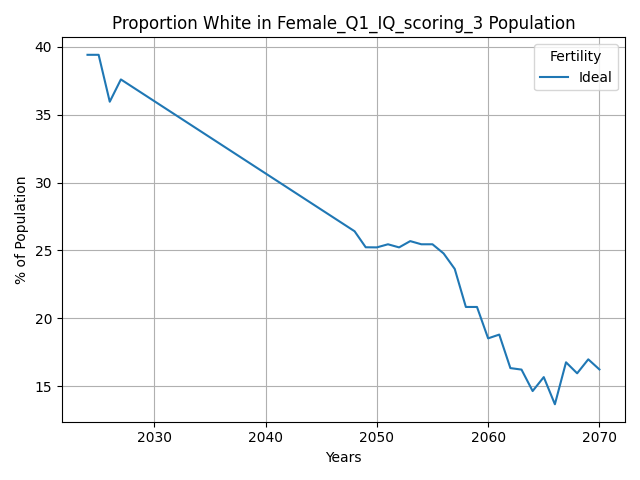 Proportion White in Female_Q1_IQ_scoring_3 Population
Fertility
Ideal
% of Population
40
35
30
25
20
15
2030 2040 2050 2060 2070
Years